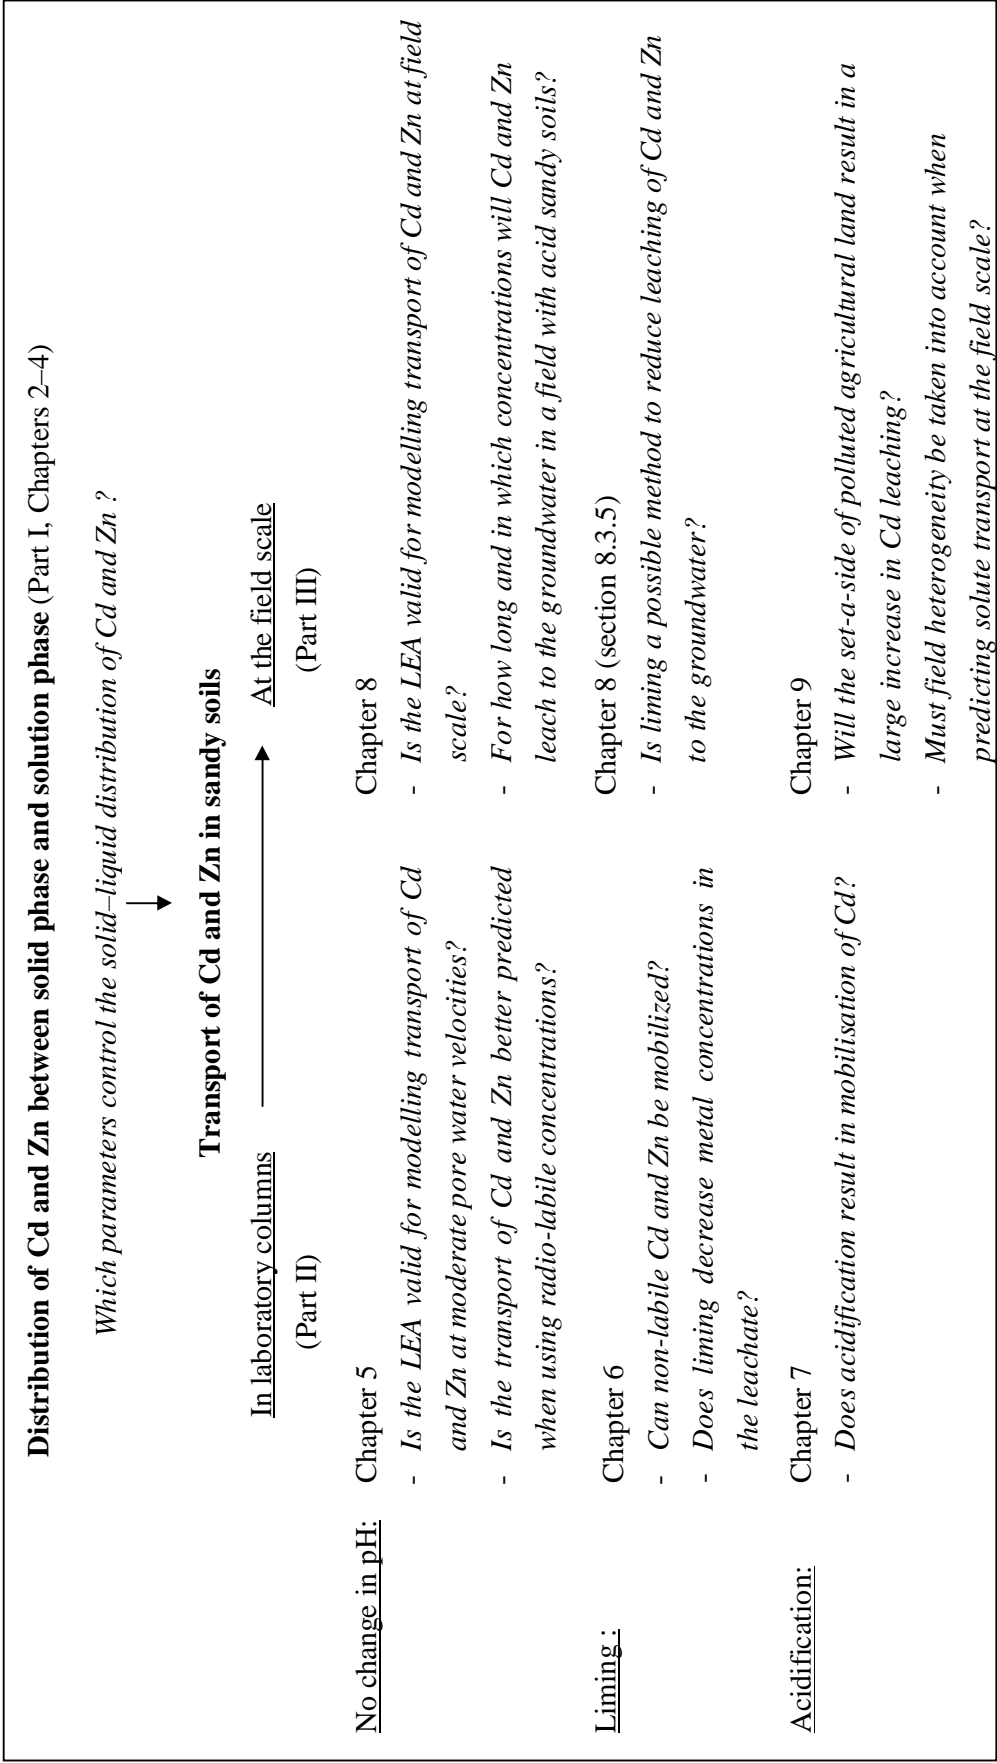 Distribution of Cd and Zn between solid phase and solution phase (Part I, Chapters 2–4)
Which parameters control the solid–liquid distribution of Cd and Zn ?
Transport of Cd and Zn in sandy soils
In laboratory columns
(Part II)
At the field scale
(Part III)
No change in pH:
Chapter 5
- Is the LEA valid for modelling transport of Cd
and Zn at moderate pore water velocities?
- Is the transport of Cd and Zn better predicted
when using radio-labile concentrations?
Chapter 8
- Is the LEA valid for modelling transport of Cd and Zn at field
scale?
- For how long and in which concentrations will Cd and Zn
leach to the groundwater in a field with acid sandy soils?
Liming :
Chapter 6
- Can non-labile Cd and Zn be mobilized?
- Does liming decrease metal concentrations in
the leachate?
Chapter 8 (section 8.3.5)
- Is liming a possible method to reduce leaching of Cd and Zn
to the groundwater?
Acidification:
Chapter 7
- Does acidification result in mobilisation of Cd?
Chapter 9
- Will the set-a-side of polluted agricultural land result in a
large increase in Cd leaching?
- Must field heterogeneity be taken into account when
predicting solute transport at the field scale?